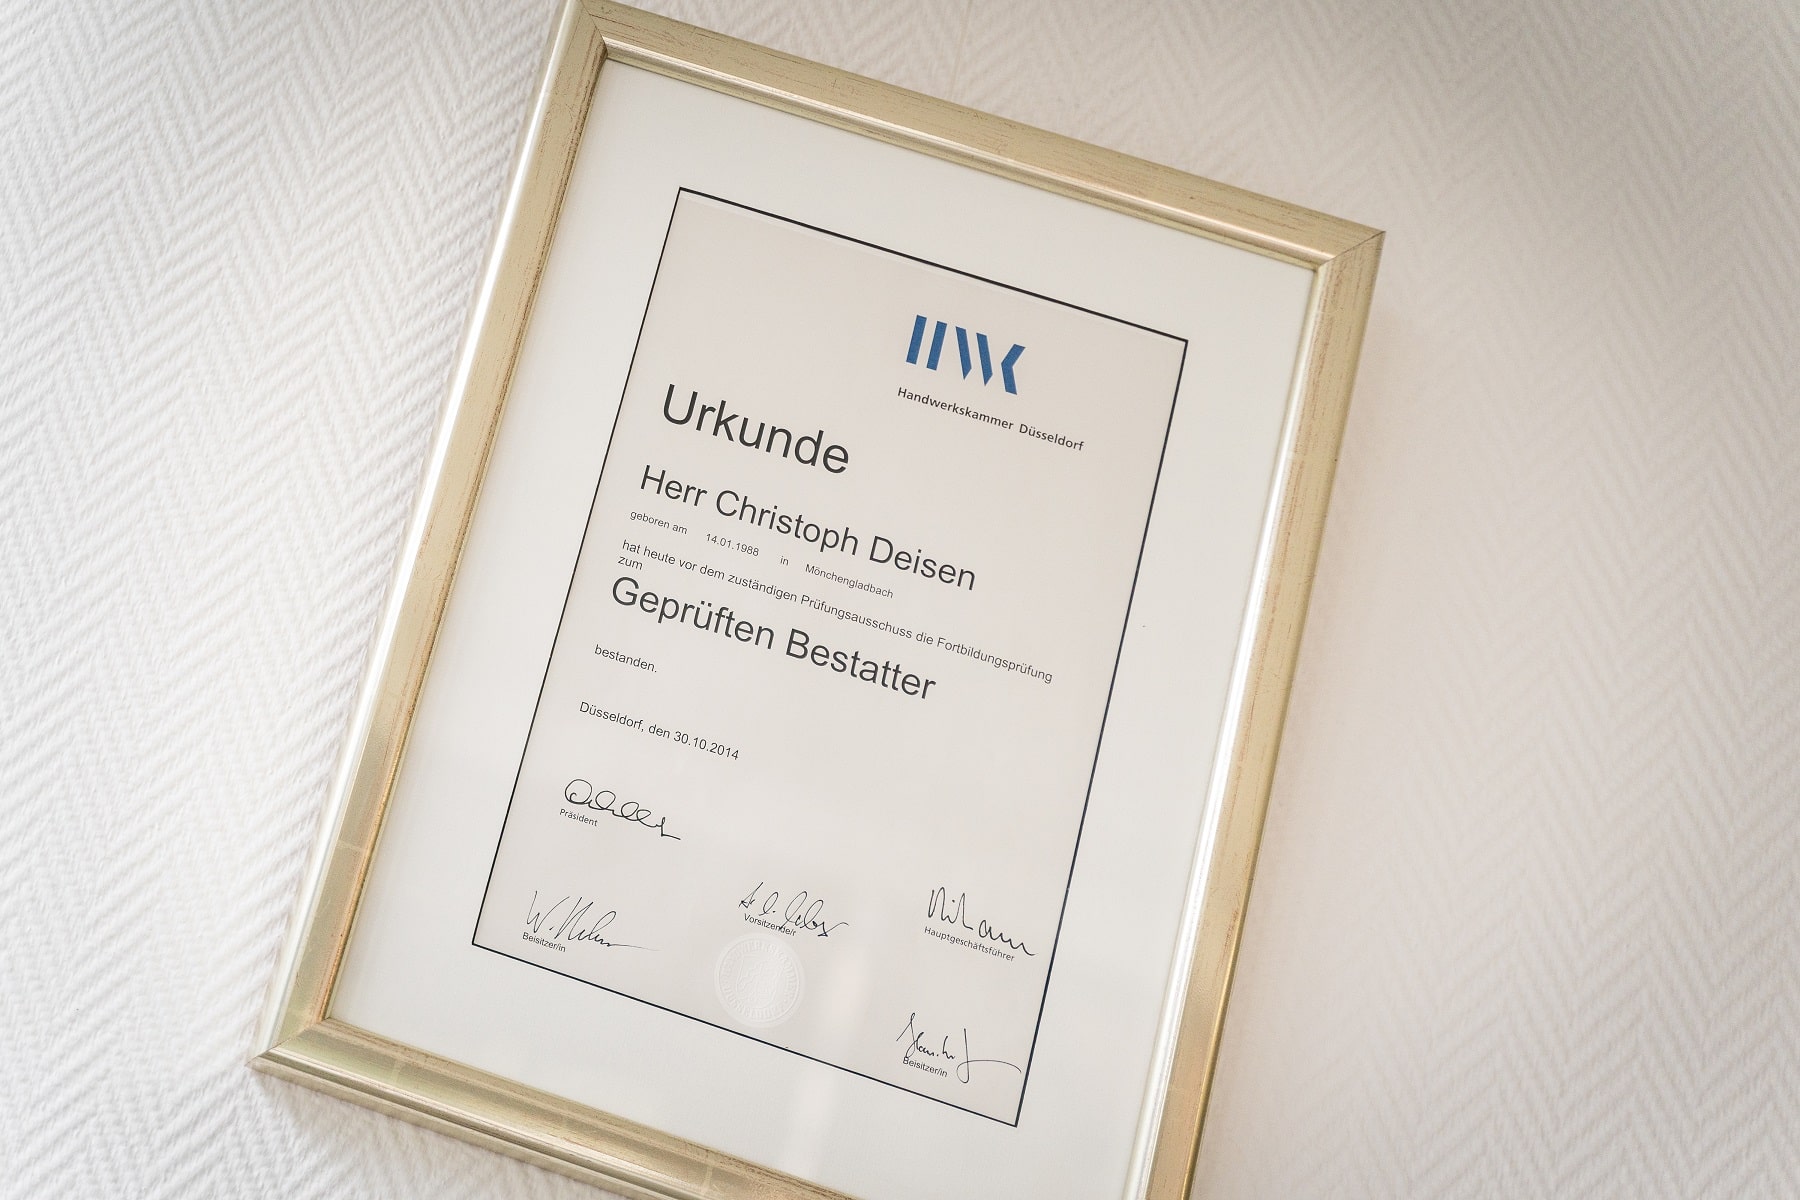 HWK
Handwerkskammer Düsseldorf
Urkunde
Herr Christoph Deisen
geboren am 14.01.1988 in Mönchengladbach
hat heute vor dem zuständigen Prüfungsausschuss die Fortbildungsprüfung
zum
Geprüften Bestatter
bestanden.
Düsseldorf, den 30.10.2014
Präsident
Vorsitzende/r
Hauptgeschäftsführer
Beisitzer/in
Beisitzer/in